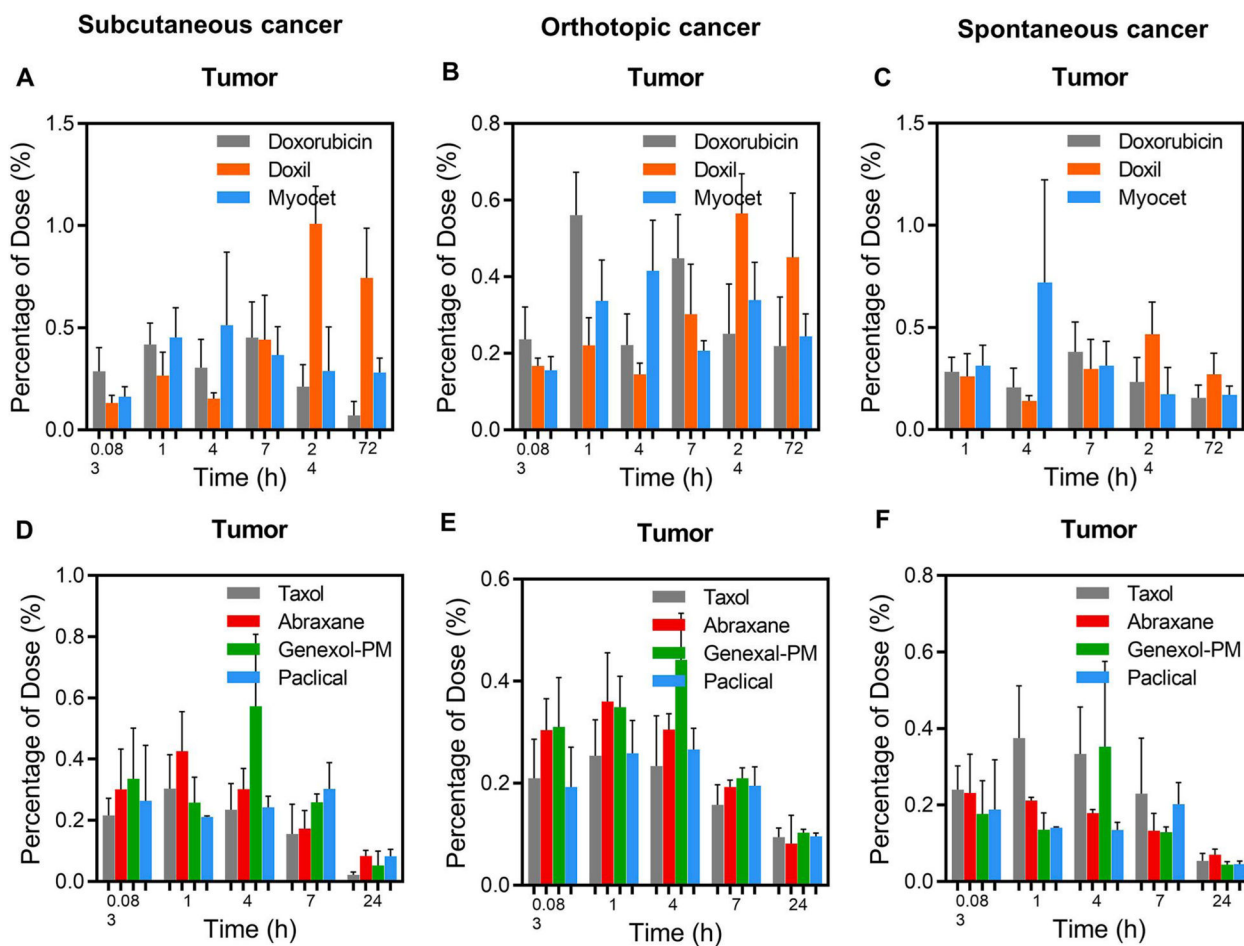 Subcutaneous cancer
Orthotopic cancer
Spontaneous cancer
A
Tumor
Percentage of Dose (%)
1.5
1.0
0.5
0.0
Doxorubicin
Doxil
Myocet
0.08
3
1
4
7
2
4
72
Time (h)
B
Tumor
Percentage of Dose (%)
0.8
0.6
0.4
0.2
0.0
Doxorubicin
Doxil
Myocet
0.08
3
1
4
7
2
4
72
Time (h)
C
Tumor
Percentage of Dose (%)
1.5
1.0
0.5
0.0
Doxorubicin
Doxil
Myocet
1
4
7
2
4
72
Time (h)
D
Tumor
Percentage of Dose (%)
1.0
0.8
0.6
0.4
0.2
0.0
Taxol
Abraxane
Genexol-PM
Paclical
0.08
3
1
4
7
24
Time (h)
E
Tumor
Percentage of Dose (%)
0.6
0.4
0.2
0.0
Taxol
Abraxane
Genexal-PM
Paclical
0.08
3
1
4
7
24
Time (h)
F
Tumor
Percentage of Dose (%)
0.8
0.6
0.4
0.2
0.0
Taxol
Abraxane
Genexol-PM
Paclical
0.08
3
1
4
7
24
Time (h)